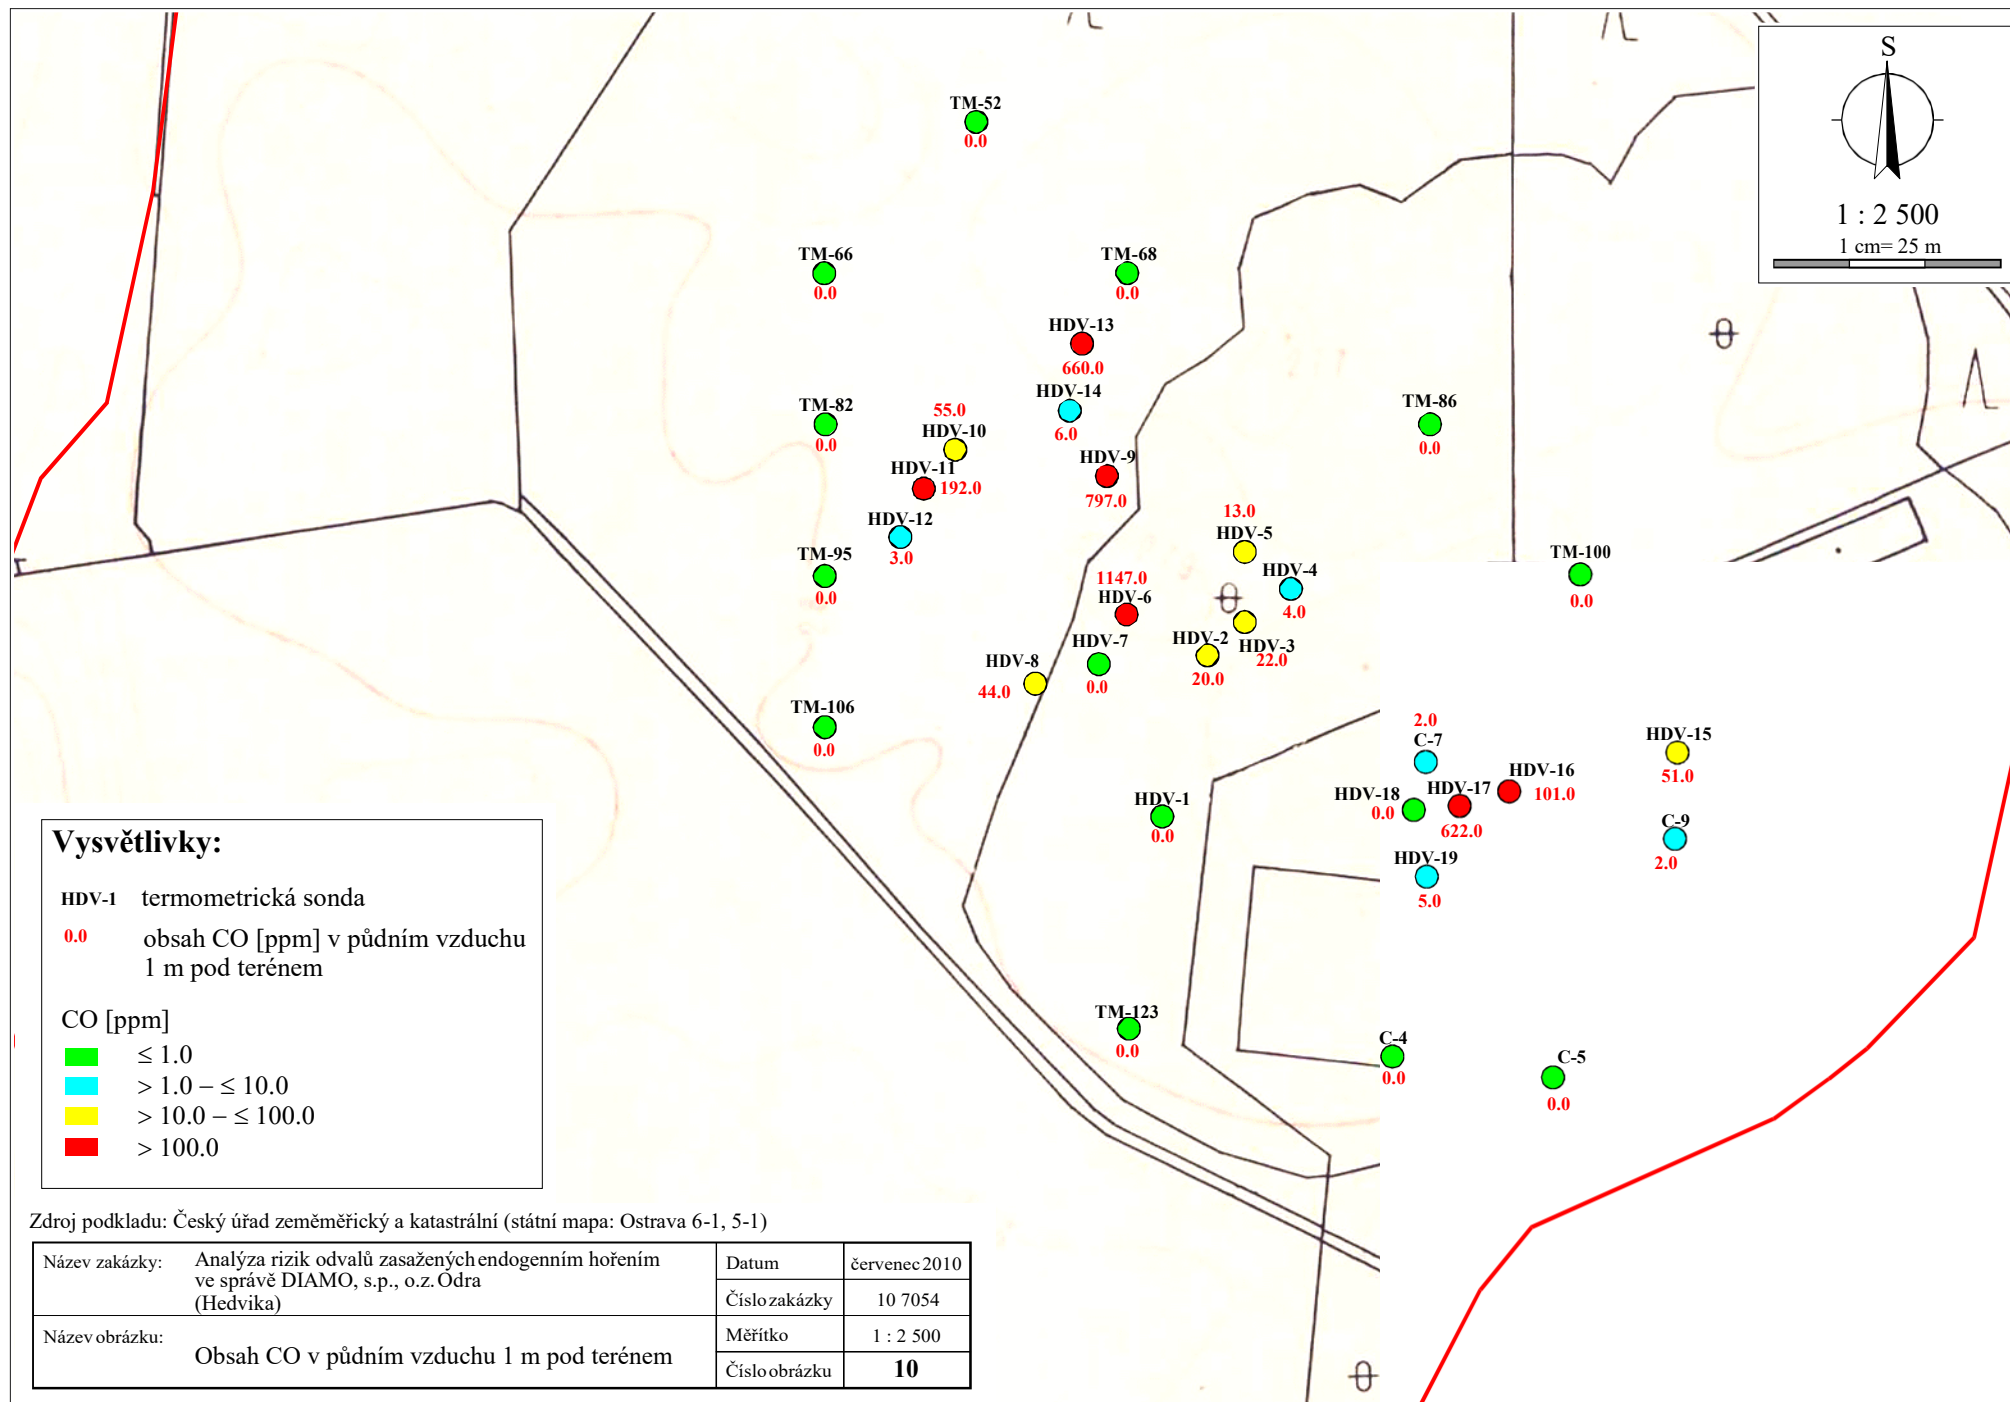 S
1 : 2 500
1 cm= 25 m
TM-52
0.0
TM-66
0.0
TM-68
0.0
HDV-13
660.0
HDV-14
6.0
TM-82
0.0
55.0
HDV-10
HDV-11
192.0
HDV-9
797.0
TM-86
0.0
HDV-12
3.0
13.0
HDV-5
TM-95
0.0
1147.0
HDV-6
HDV-4
4.0
TM-100
0.0
HDV-7
0.0
HDV-2
20.0
HDV-3
22.0
HDV-8
44.0
TM-106
0.0
2.0
C-7
HDV-15
51.0
HDV-16
101.0
HDV-17
622.0
HDV-18
0.0
HDV-1
0.0
C-9
2.0
HDV-19
5.0
TM-123
0.0
C-4
0.0
C-5
0.0
Vysvětlivky:
HDV-1 termometrická sonda
0.0 obsah CO [ppm] v půdním vzduchu
1 m pod terénem
CO [ppm]
≤ 1.0
> 1.0 – ≤ 10.0
> 10.0 – ≤ 100.0
> 100.0
Zdroj podkladu: Český úřad zeměměřický a katastrální (státní mapa: Ostrava 6-1, 5-1)
Název zakázky: Analýza rizik odvalů zasažených endogenním hořením
ve správě DIAMO, s.p., o.z. Odra
(Hedvika)
Datum červenec 2010
Číslo zakázky 10 7054
Název obrázku: Obsah CO v půdním vzduchu 1 m pod terénem
Měřítko 1 : 2 500
Číslo obrázku 10